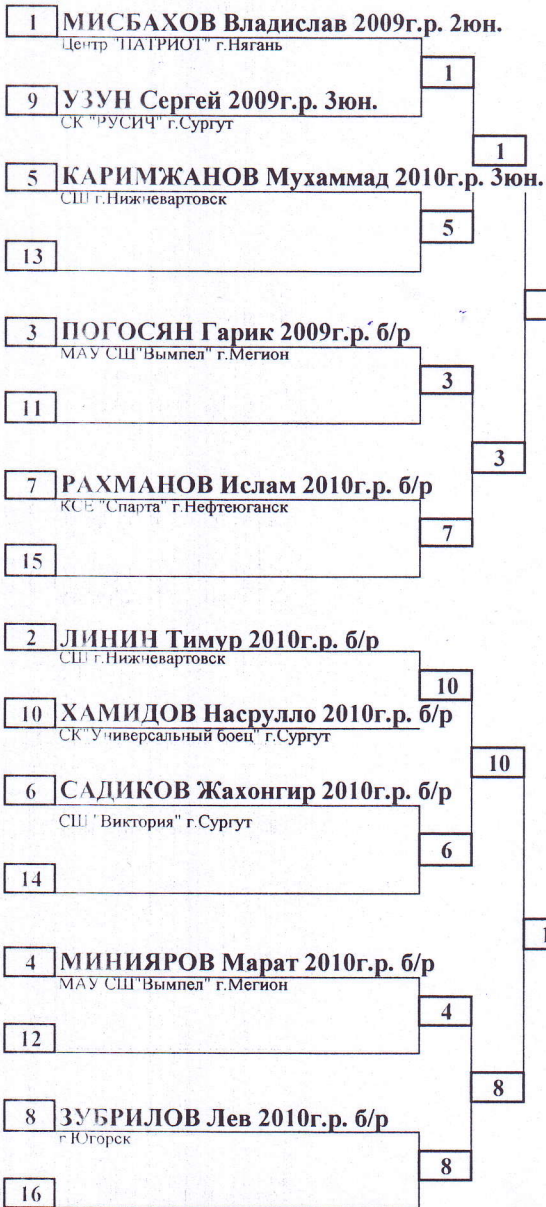 1 МИСБАХОВ Владислав 2009г.р. 2юн.
Центр "ПАТРИОТ" г.Нягань
1
9 УЗУН Сергей 2009г.р. 3юн.
СК "РУСИЧ" г.Сургут
1
5 КАРИМЖАНОВ Мухаммад 2010г.р. 3юн.
СШ г.Нижневартовск
5
13
3 ПОГОСЯН Гарик 2009г.р. б/р
МАУ СШ"Вымпел" г.Мегион
3
11
3
7 РАХМАНОВ Ислам 2010г.р. б/р
КСЕ "Спарта" г.Нефтеюганск
7
15
2 ЛИНИН Тимур 2010г.р. б/р
СШ г.Нижневартовск
10
10 ХАМИДОВ Насрулло 2010г.р. б/р
СК"Универсальный боец" г.Сургут
10
6 САДИКОВ Жахонгир 2010г.р. б/р
СШ "Виктория" г.Сургут
6
14
4 МИНИЯРОВ Марат 2010г.р. б/р
МАУ СШ"Вымпел" г.Мегион
4
12
8
8 ЗУБРИЛОВ Лев 2010г.р. б/р
г Югорск
8
16